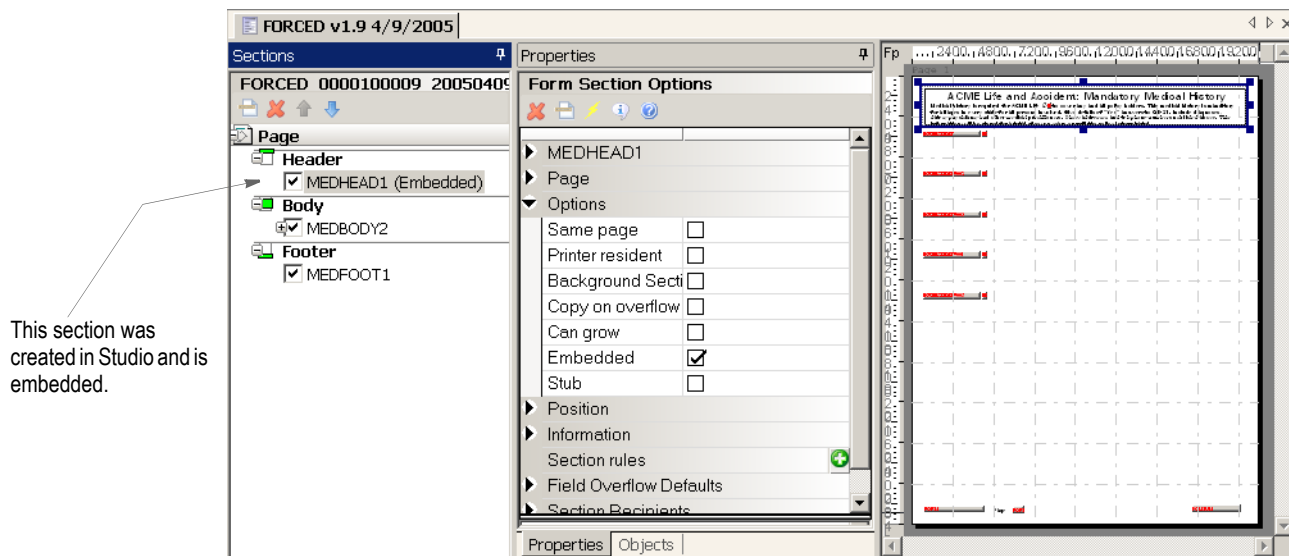 FORCED v1.9 4/9/2005
Sections
FORCED 0000100009 20050409
Page
Header
MEDHEAD1 (Embedded)
Body
MEDBODY2
Footer
MEDFOOT1
This section was
created in Studio and is
embedded.
Properties
Form Section Options
MEDHEAD1
Page
Options
Same page
Printer resident
Background Secti
Copy on overflow
Can grow
Embedded
Stub
Position
Information
Section rules
Field Overflow Defaults
Section Recipients
Properties Objects
Fp ...,2400,4800,7200,9600,12000,14400,16800,19200
Page 1
ACME Life and Accident: Mandatory Medical History